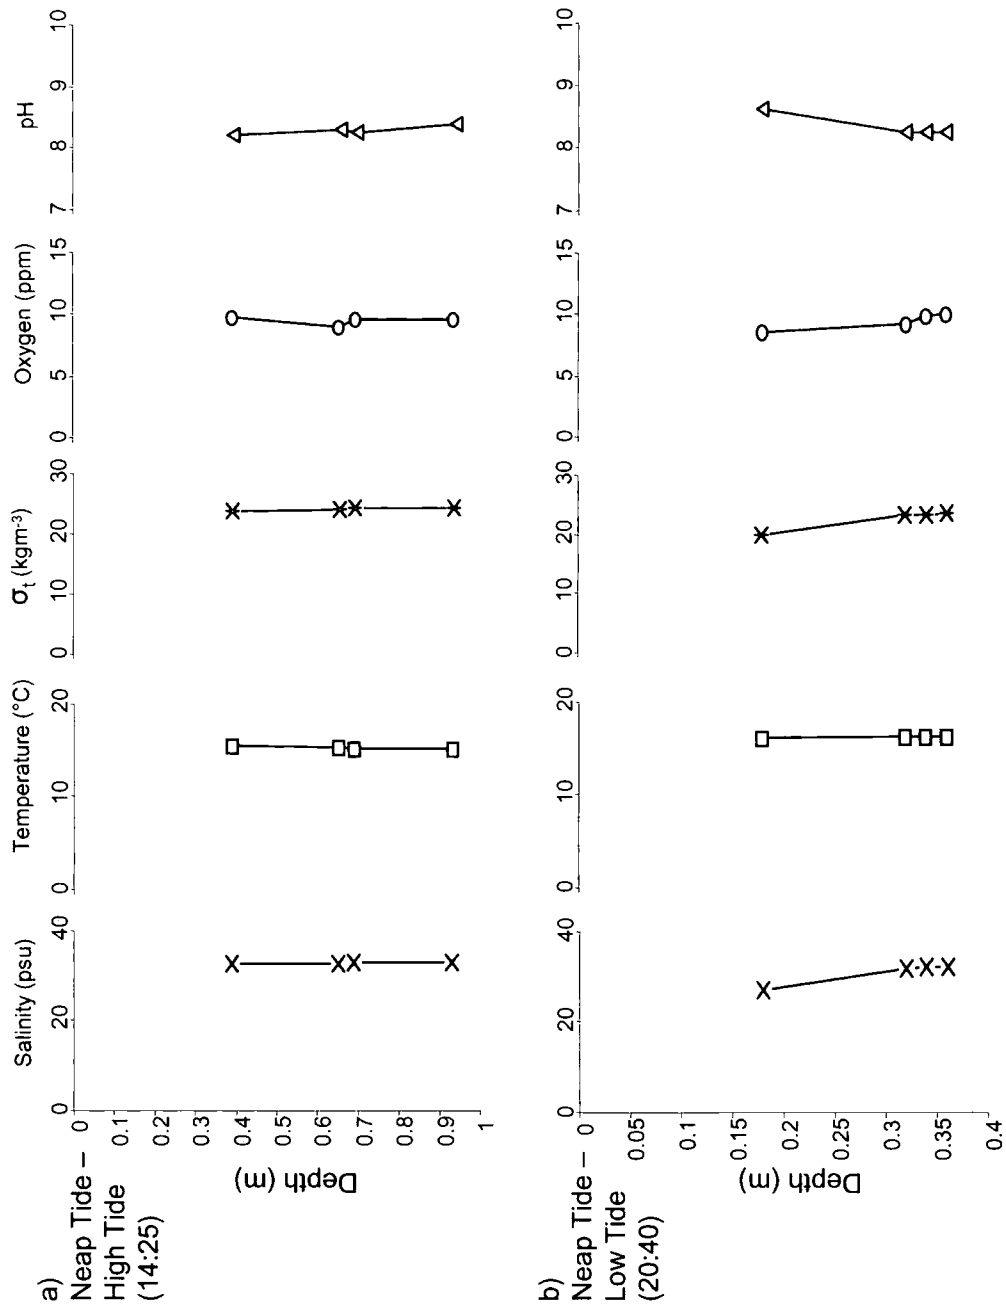 a)
Neap Tide –
High Tide
(14:25)
Salinity (psu)
0 20 40
Temperature (°C)
0 10 20
σt (kgm-3)
0 10 20 30
Oxygen (ppm)
0 5 10 15
pH
7 8 9 10
Depth (m)
0
0.1
0.2
0.3
0.4
0.5
0.6
0.7
0.8
0.9
1
b)
Neap Tide –
Low Tide
(20:40)
0 20 40
0 10 20
0 10 20 30
0 5 10 15
7 8 9 10
Depth (m)
0
0.05
0.1
0.15
0.2
0.25
0.3
0.35
0.4